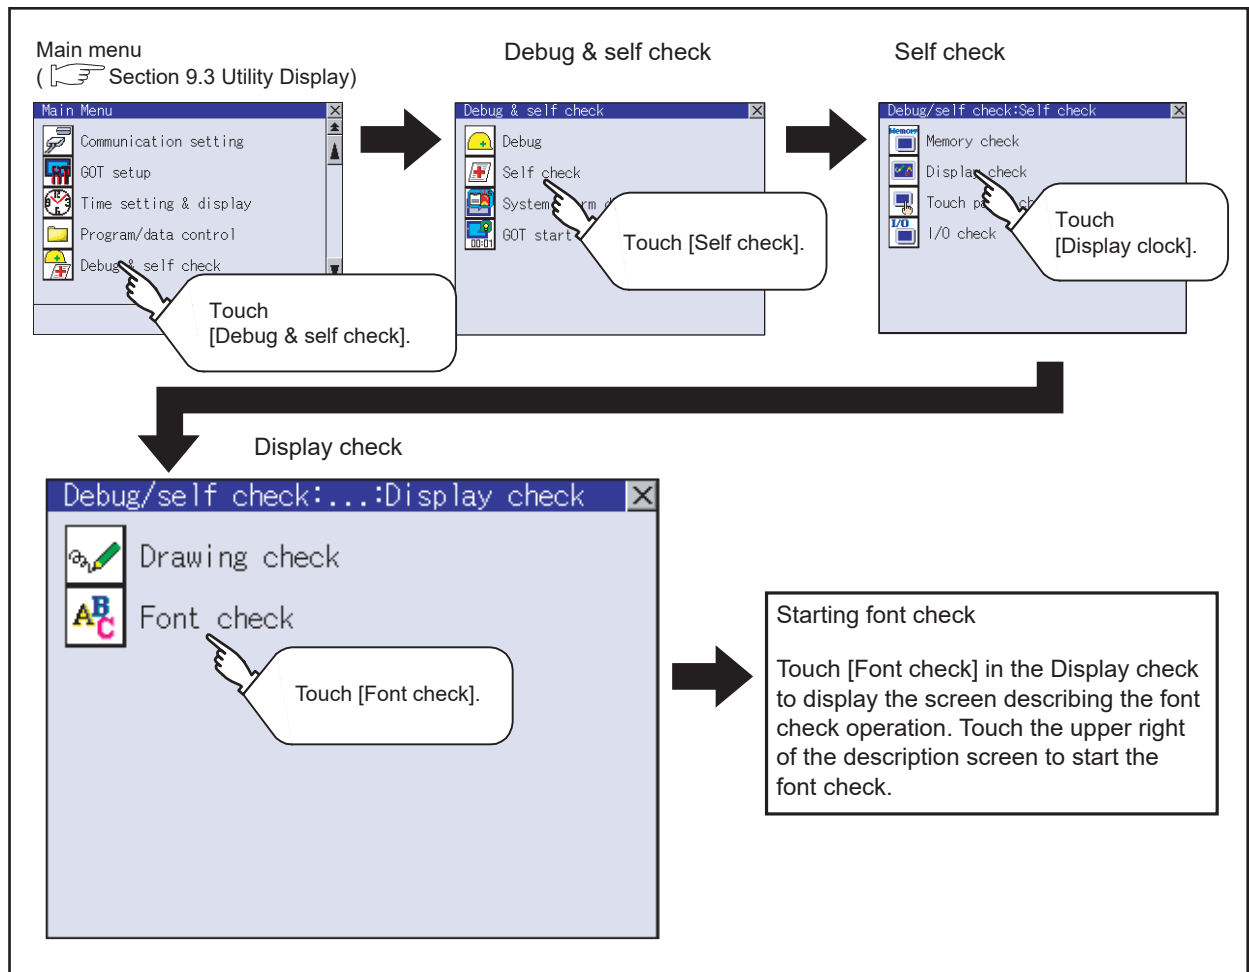 Main menu
( Section 9.3 Utility Display)
Debug & self check
Self check
Main Menu
Communication setting
GOT setup
Time setting & display
Program/data control
Debug & self check
Touch
[Debug & self check].
Debug & self check
Debug
Self check
System
GOT start
00:01
Touch [Self check].
Debug/self check:Self check
Memory
Memory check
Display check
Touch
I/O
I/O check
Touch
[Display clock].
Display check
Debug/self check:...:Display check
Drawing check
ABC
Font check
Touch [Font check].
Starting font check
Touch [Font check] in the Display check
to display the screen describing the font
check operation. Touch the upper right
of the description screen to start the
font check.